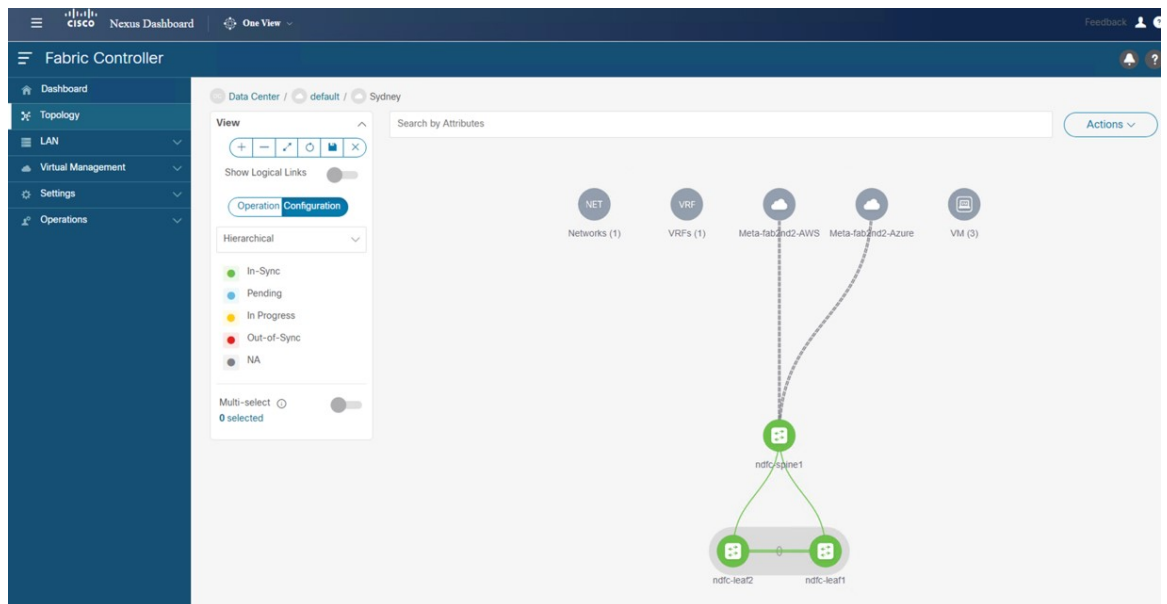 CISCO Nexus Dashboard One View Feedback
Fabric Controller
Dashboard
Topology
LAN
Virtual Management
Settings
Operations
Data Center / default / Sydney
View
Show Logical Links
Operation Configuration
Hierarchical
In-Sync
Pending
In Progress
Out-of-Sync
NA
Multi-select
0 selected
Search by Attributes
Actions
NET VRF
Networks (1) VRFs (1) Meta-fab2nd2-AWS Meta-fab2nd2-Azure VM (3)
ndfc-spine1
ndfc-leaf2 ndfc-leaf1